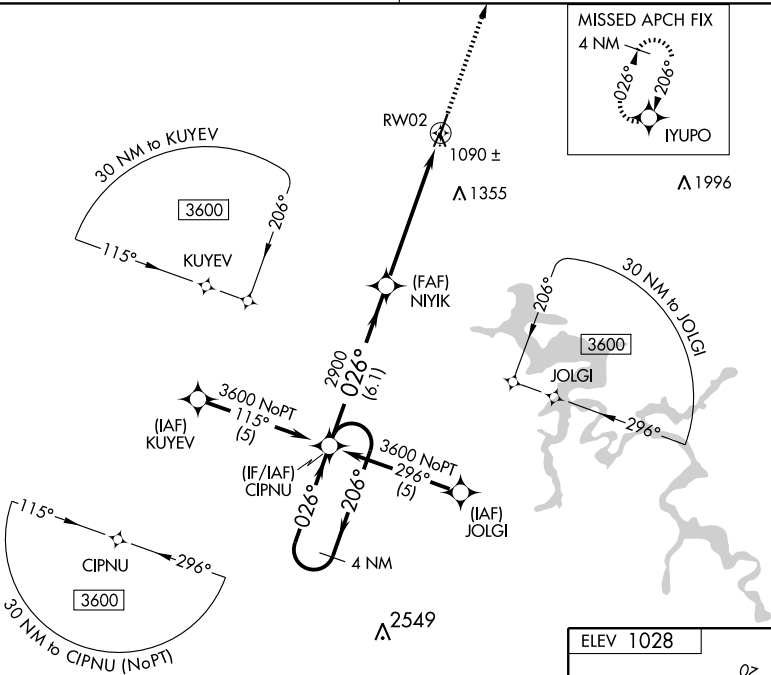 MISSED APCH FIX
4 NM
026°
206°
IYUPO
RW02
1090 ±
1355
1996
30 NM to KUYEV
3600
206°
115°
KUYEV
(FAF)
NIYIK
30 NM to JOLGI
206°
3600
JOLGI
296°
2900
026°
(6.1)
3600 NoPT
115°
(5)
(IAF)
KUYEV
(IF/IAF)
CIPNU
3600 NoPT
296°
(5)
(IAF)
JOLGI
026°
206°
4 NM
115°
CIPNU
296°
3600
30 NM to CIPNU (NoPT)
2549
ELEV 1028